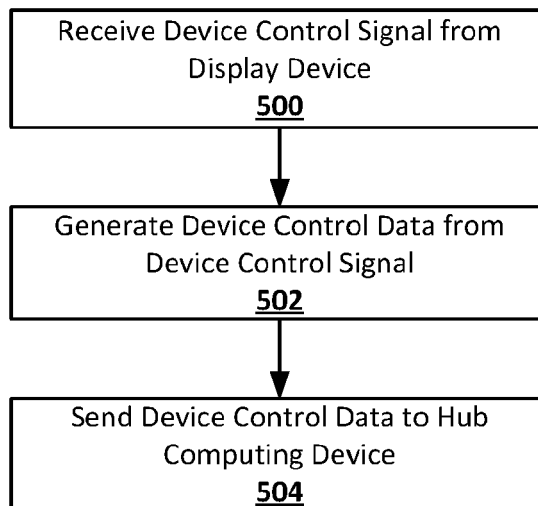 Receive Device Control Signal from
Display Device
500
Generate Device Control Data from
Device Control Signal
502
Send Device Control Data to Hub
Computing Device
504